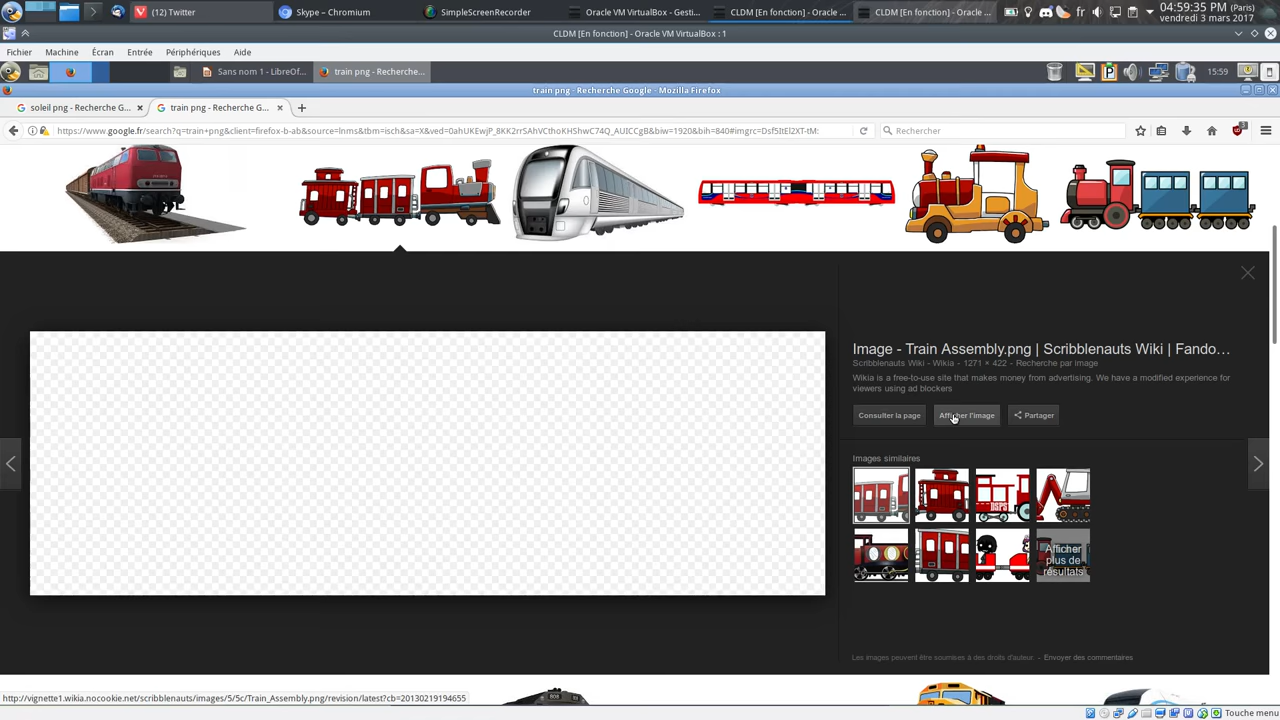 (12) Twitter
Skype – Chromium
SimpleScreenRecorder
Oracle VM VirtualBox - Gesti...
CLDM [En fonction] - Oracle ...
CLDM [En fonction] - Oracle ...
fr
04:59:35 PM (Paris)
vendredi 3 mars 2017
CLDM [En fonction] - Oracle VM VirtualBox : 1
Fichier Machine Écran Entrée Périphériques Aide
Sans nom 1 - LibreOf...
train png - Recherche...
15:59
train png - Recherche Google - Mozilla Firefox
soleil png - Recherche G...
train png - Recherche G...
https://www.google.fr/search?q=train+png&client=firefox-b-ab&source=lnms&tbm=isch&sa=X&ved=0ahUKEwjP_8KK2rrSAhVCthoKHShwC74Q_AUICCgB&biw=1920&bih=840#imgrc=Dsf5ItEl2XT-tM:
Rechercher
Image - Train Assembly.png | Scribblenauts Wiki | Fando...
Scribblenauts Wiki - Wikia - 1271 × 422 - Recherche par image
Wikia is a free-to-use site that makes money from advertising. We have a modified experience for
viewers using ad blockers
Consulter la page
Afficher l'image
Partager
Images similaires
DSPS
Afficher
plus de
résultats
Les images peuvent être soumises à des droits d'auteur. - Envoyer des commentaires
http://vignette1.wikia.nocookie.net/scribblenauts/images/5/5c/Train_Assembly.png/revision/latest?cb=20130219194655
Touche menu